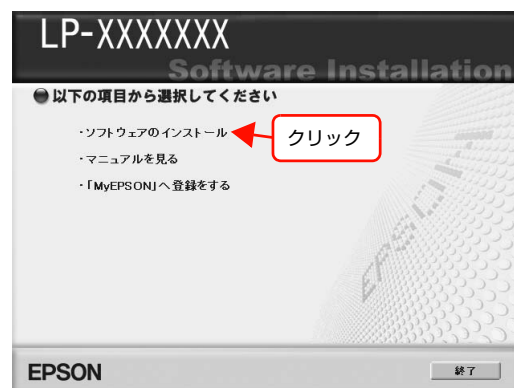 LP-XXXXXXX
Software Installation
以下の項目から選択してください
・ソフトウェアのインストール
クリック
・マニュアルを見る
・「MyEPSON」へ登録をする
EPSON
EPSON
終了